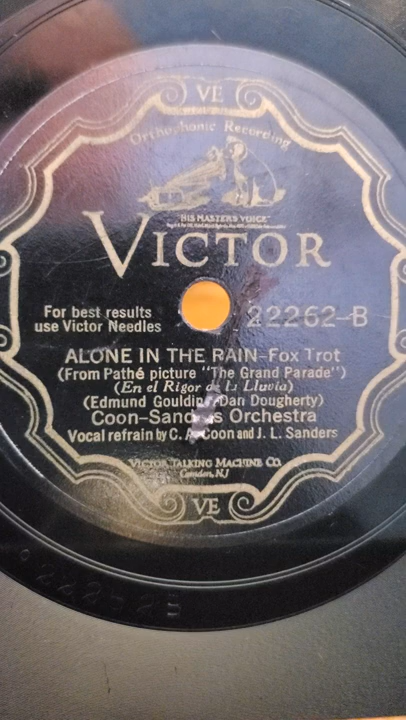 VE
Orthophonic Recording
"HIS MASTER'S VOICE"
VICTOR
For best results
use Victor Needles
22262-B
ALONE IN THE RAIN-Fox Trot
(From Pathé picture "The Grand Parade")
(En el Rigor de la Lluvia)
(Edmund Goulding-Dan Dougherty)
Coon-Sanders Orchestra
Vocal refrain by C. A. Coon and J. L. Sanders
VICTOR TALKING MACHINE CO.
Camden, NJ
VE